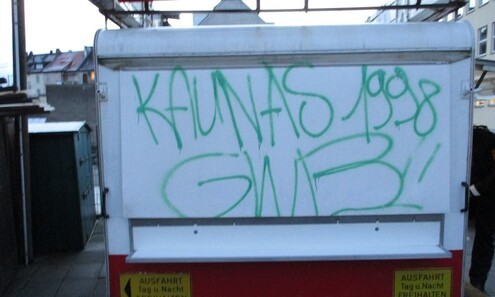 KAUNAS 1998
GWB"
AUSFAHRT
Tag u. Nacht
AUSFAHRT
Tag u. Nacht
FREIHALTEN